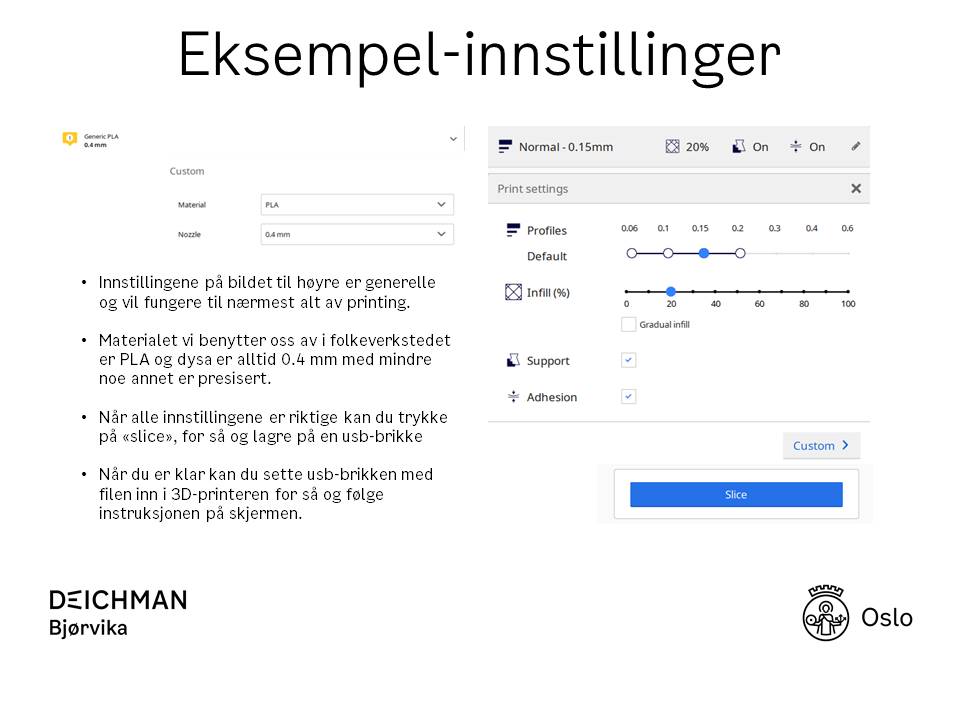 Eksempel-innstillinger
Generic PLA
0.4 mm
Custom
Material PLA
Nozzle 0.4 mm
• Innstillingene på bildet til høyre er generelle
og vil fungere til nærmest alt av printing.
• Materialet vi benytter oss av i folkeverkstedet
er PLA og dysa er alltid 0.4 mm med mindre
noe annet er presisert.
• Når alle innstillingene er riktige kan du trykke
på «slice», for så og lagre på en usb-brikke
• Når du er klar kan du sette usb-brikken med
filen inn i 3D-printeren for så og følge
instruksjonen på skjermen.
Normal - 0.15mm 20% On On
Print settings
Profiles 0.06 0.1 0.15 0.2 0.3 0.4 0.6
Default
Infill (%)
0 20 40 60 80 100
Gradual infill
Support
Adhesion
Custom
Slice
DEICHMAN
Bjørvika
Oslo